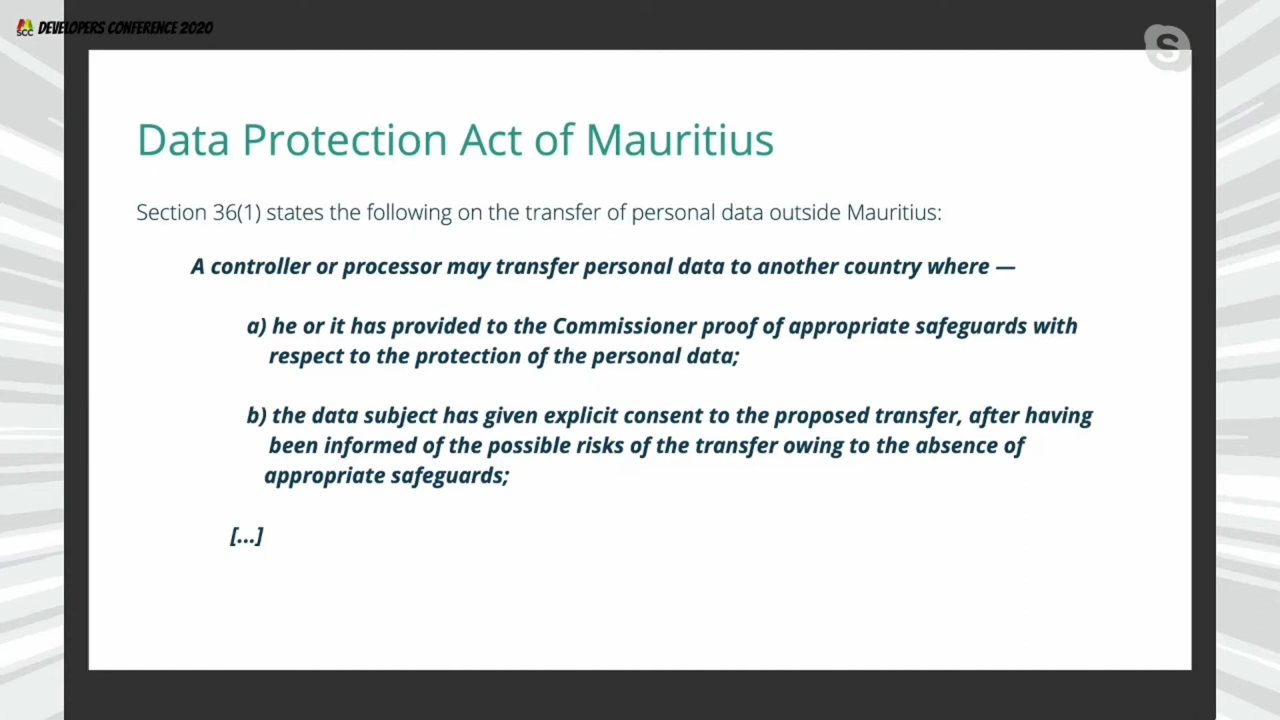 SCC DEVELOPERS CONFERENCE 2020
S
Data Protection Act of Mauritius
Section 36(1) states the following on the transfer of personal data outside Mauritius:
A controller or processor may transfer personal data to another country where —
a) he or it has provided to the Commissioner proof of appropriate safeguards with
respect to the protection of the personal data;
b) the data subject has given explicit consent to the proposed transfer, after having
been informed of the possible risks of the transfer owing to the absence of
appropriate safeguards;
[...]